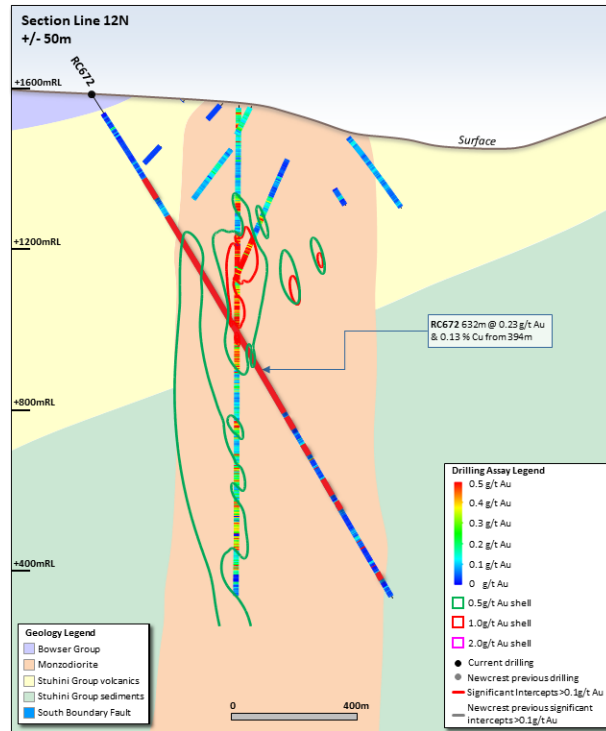 Section Line 12N
+/- 50m
RC672
+1600mRL
Surface
+1200mRL
RC672 632m @ 0.23 g/t Au
& 0.13 % Cu from 394m
+800mRL
+400mRL
Drilling Assay Legend
0.5 g/t Au
0.4 g/t Au
0.3 g/t Au
0.2 g/t Au
0.1 g/t Au
0 g/t Au
0.5g/t Au shell
1.0g/t Au shell
2.0g/t Au shell
Current drilling
Newcrest previous drilling
Significant Intercepts >0.1g/t Au
Newcrest previous significant
intercepts >0.1g/t Au
Geology Legend
Bowser Group
Monzodiorite
Stuhini Group volcanics
Stuhini Group sediments
South Boundary Fault
0 400m